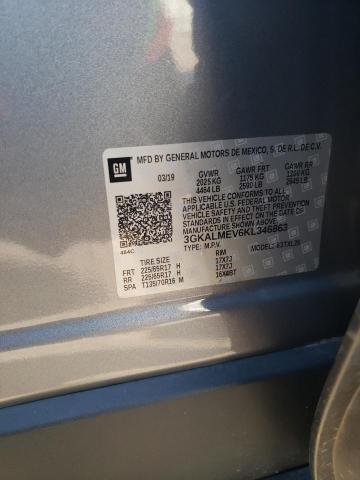 GM
MFD BY GENERAL MOTORS DE MEXICO, S. DE R.L. DE C.V.
03/19 GVWR GAWR FRT GAWR RR
2025 KG 1175 KG 1200 KG
4464 LB 2590 LB 2645 LB
THIS VEHICLE CONFORMS TO ALL
APPLICABLE U.S. FEDERAL MOTOR
VEHICLE SAFETY, BUMPER, AND THEFT
PREVENTION STANDARDS IN EFFECT ON
THE DATE OF MANUFACTURE SHOWN ABOVE.
484C 3GKALMEV6KL346863
TYPE: M.P.V. MODEL:
TIRE SIZE RIM
FRT 225/65R17 H 17X7J
RR 225/65R17 H 17X7J
SPA T135/70R16 M 16X4BT